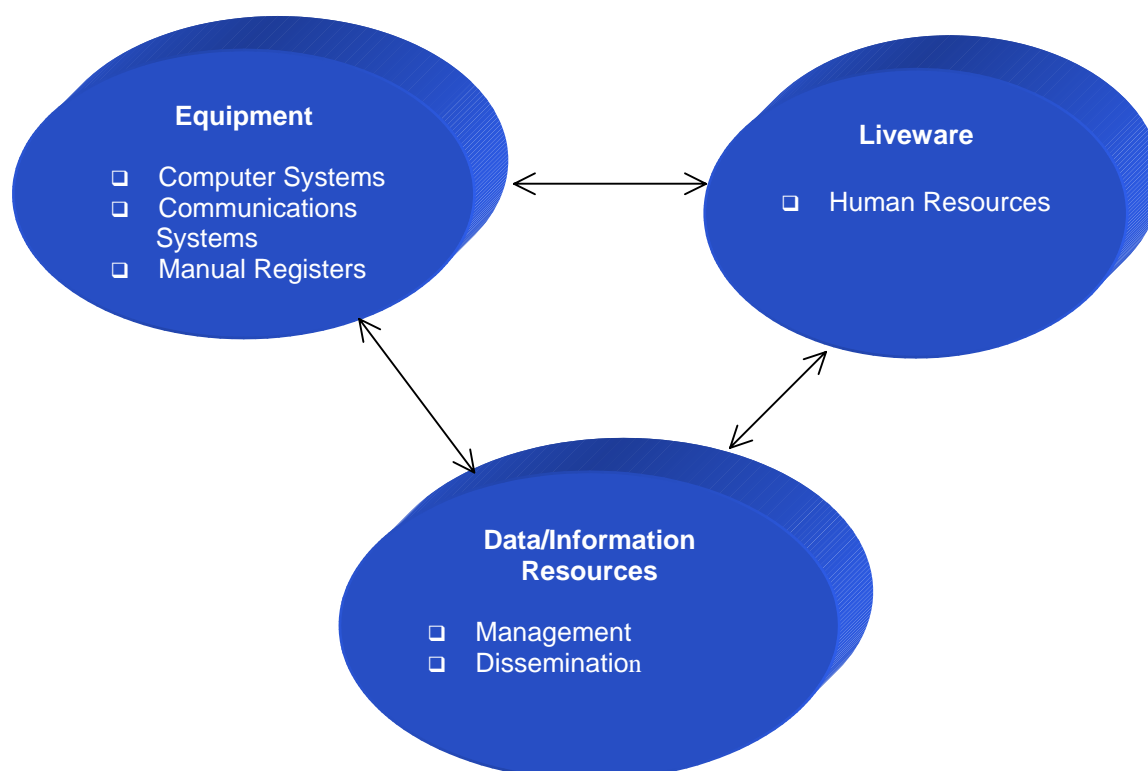 Equipment
❑ Computer Systems
❑ Communications
Systems
❑ Manual Registers
Liveware
❑ Human Resources
Data/Information
Resources
❑ Management
❑ Dissemination